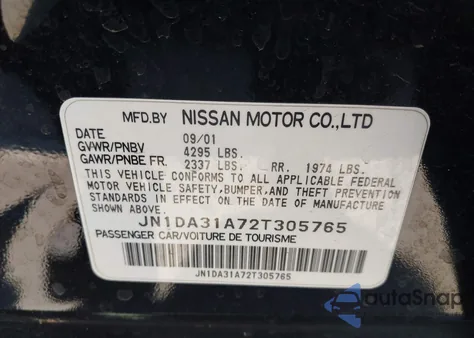 MFD.BY NISSAN MOTOR CO.,LTD
DATE 09/01
GVWR/PNBV 4295 LBS.
GAWR/PNBE FR. 2337 LBS. RR. 1974 LBS.
THIS VEHICLE CONFORMS TO ALL APPLICABLE FEDERAL
MOTOR VEHICLE SAFETY, BUMPER, AND THEFT PREVENTION
STANDARDS IN EFFECT ON THE DATE OF MANUFACTURE
SHOWN ABOVE.
JN1DA31A72T305765
PASSENGER CAR/VOITURE DE TOURISME
JN1DA31A72T305765
AutaSnap